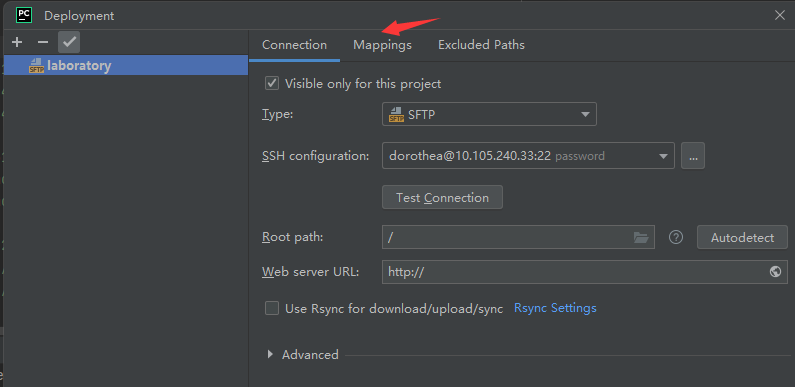 PC Deployment
Connection Mappings Excluded Paths
SFTP laboratory
Visible only for this project
Type: SFTP SFTP
SSH configuration: dorothea@10.105.240.33:22 password ...
Test Connection
Root path: / ? Autodetect
Web server URL: http://
Use Rsync for download/upload/sync Rsync Settings
Advanced